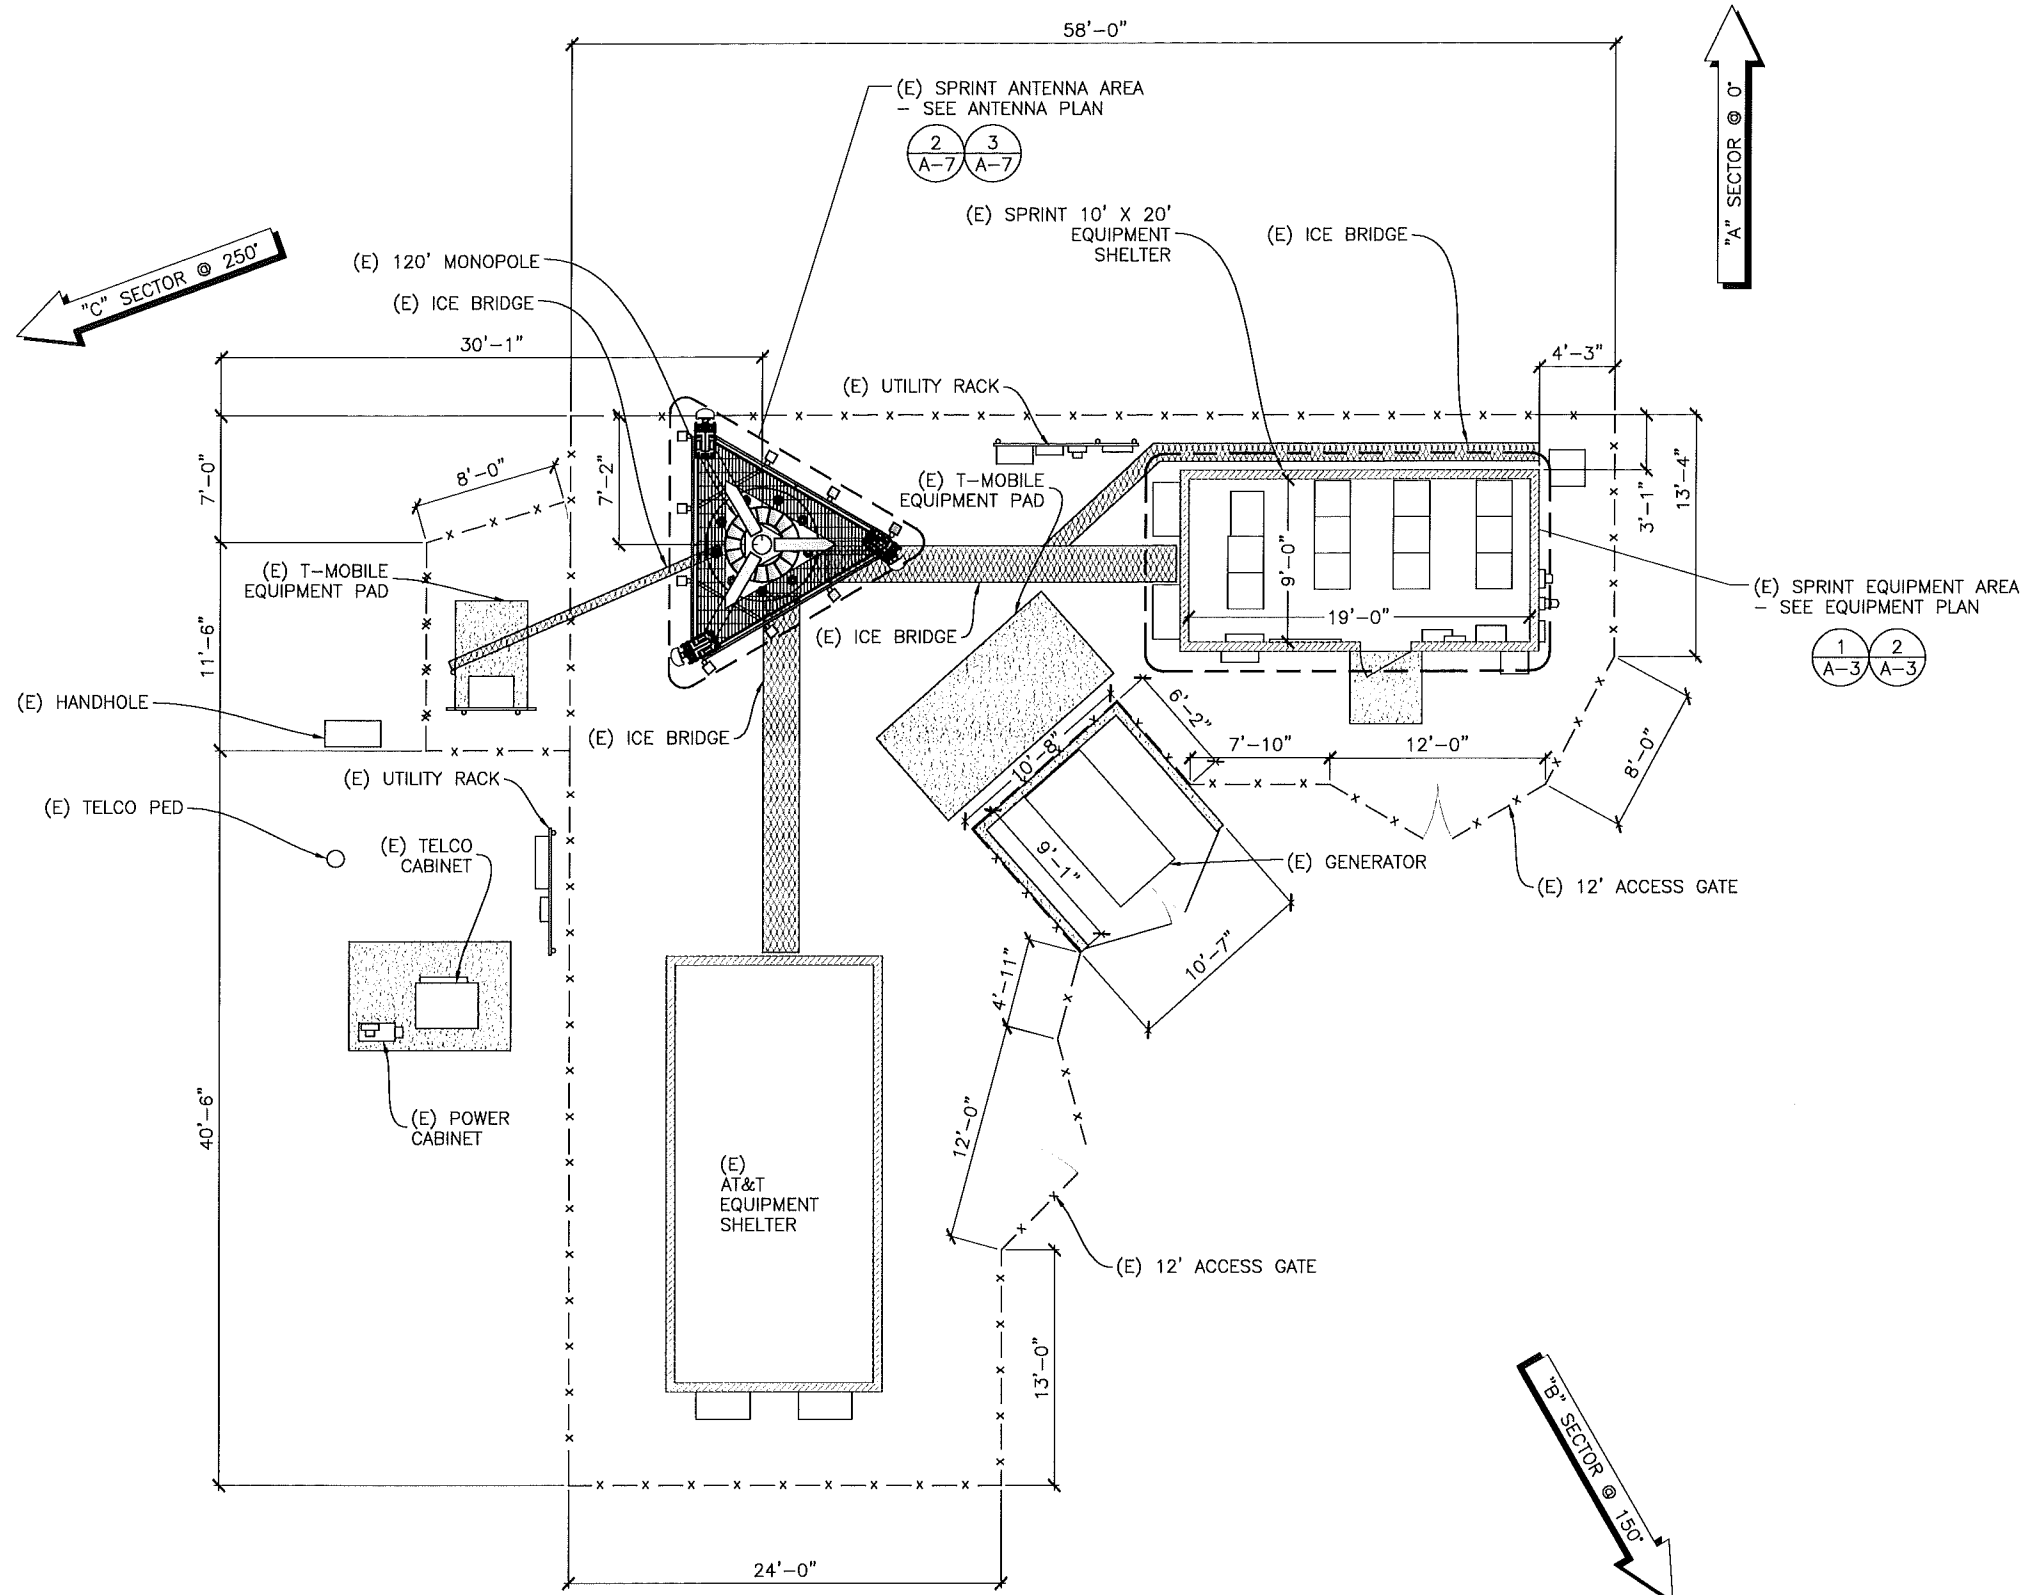 58'-0"
(E) SPRINT ANTENNA AREA
- SEE ANTENNA PLAN
2
A-7
3
A-7
"A" SECTOR @ 0°
(E) SPRINT 10' X 20'
EQUIPMENT
SHELTER
(E) ICE BRIDGE
"C" SECTOR @ 250°
(E) 120' MONOPOLE
(E) ICE BRIDGE
30'-1"
4'-3"
(E) UTILITY RACK
7'-0"
8'-0"
7'-2"
(E) T-MOBILE
EQUIPMENT PAD
3'-1"
13'-4"
9'-0"
19'-0"
(E) T-MOBILE
EQUIPMENT PAD
(E) SPRINT EQUIPMENT AREA
- SEE EQUIPMENT PLAN
1
A-3
2
A-3
11'-6"
(E) ICE BRIDGE
(E) HANDHOLE
(E) ICE BRIDGE
6'-2"
7'-10"
12'-0"
8'-0"
10'-8"
(E) UTILITY RACK
(E) TELCO PED
(E) TELCO
CABINET
9'-1"
(E) GENERATOR
(E) 12' ACCESS GATE
10'-7"
4'-11"
40'-6"
(E) POWER
CABINET
12'-0"
(E)
AT&T
EQUIPMENT
SHELTER
(E) 12' ACCESS GATE
13'-0"
"B" SECTOR @ 150°
24'-0"